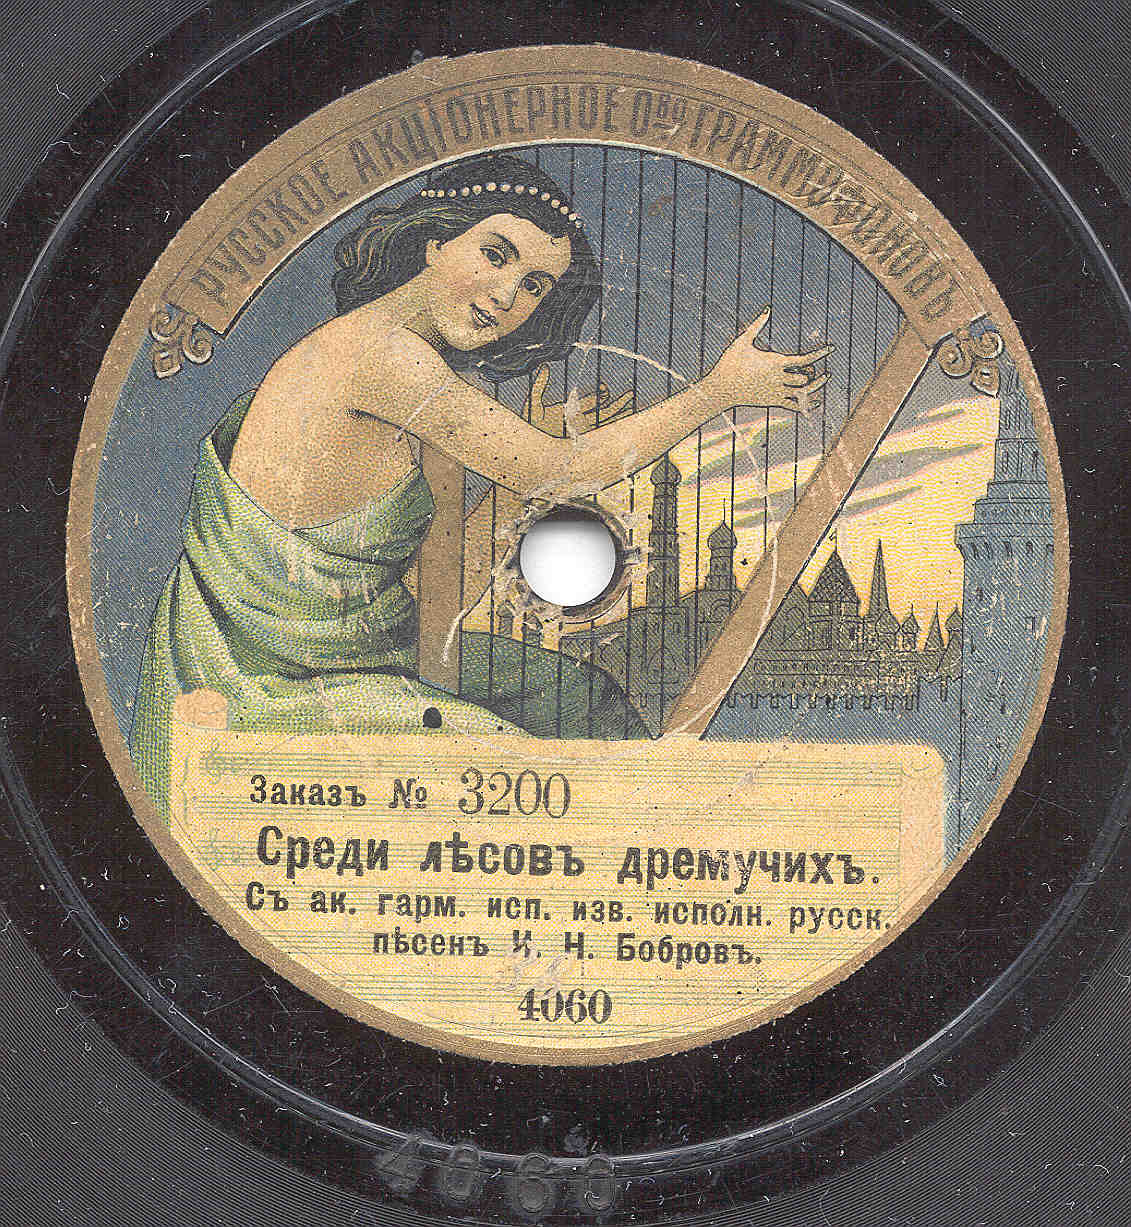 РУССКОЕ АКЦІОНЕРНОЕ О-ВО ГРАММОФОНОВЪ
Заказъ № 3200
Среди лѣсовъ дремучихъ.
Съ ак. гарм. исп. изв. исполн. русск.
пѣсенъ И. Н. Бобровъ.
4060
4060